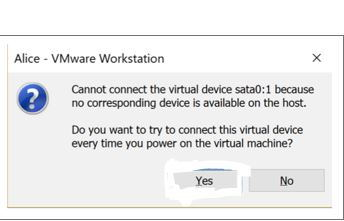 Alice - VMware Workstation
Cannot connect the virtual device sata0:1 because
no corresponding device is available on the host.
Do you want to try to connect this virtual device
every time you power on the virtual machine?
Yes
No